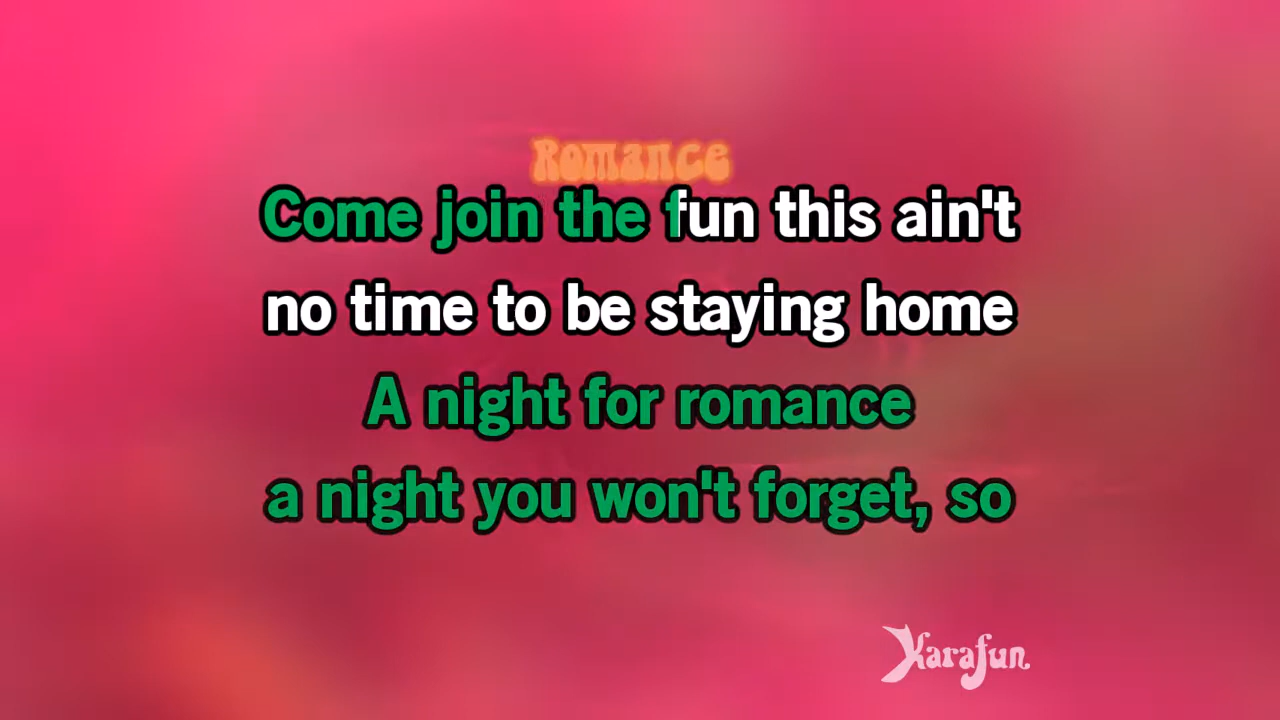 Romance
Come join the fun this ain't
no time to be staying home
A night for romance
a night you won't forget, so
Karafun